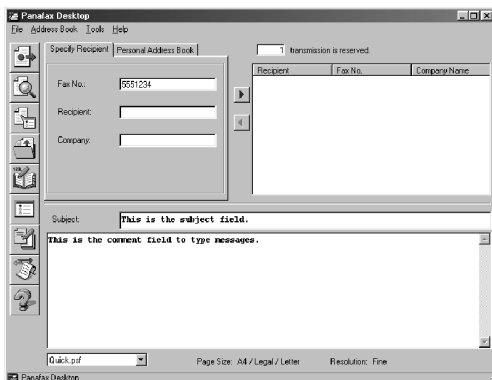 Panafax Desktop
File Address Book Tools Help
Specify Recipient Personal Address Book
1 transmission is reserved.
Recipient Fax No. Company Name
Fax No.: 5551234
Recipient:
Company:
Subject: This is the subject field.
This is the comment field to type messages.
Quick.psf Page Size: A4 / Legal / Letter Resolution: Fine
Panafax Desktop